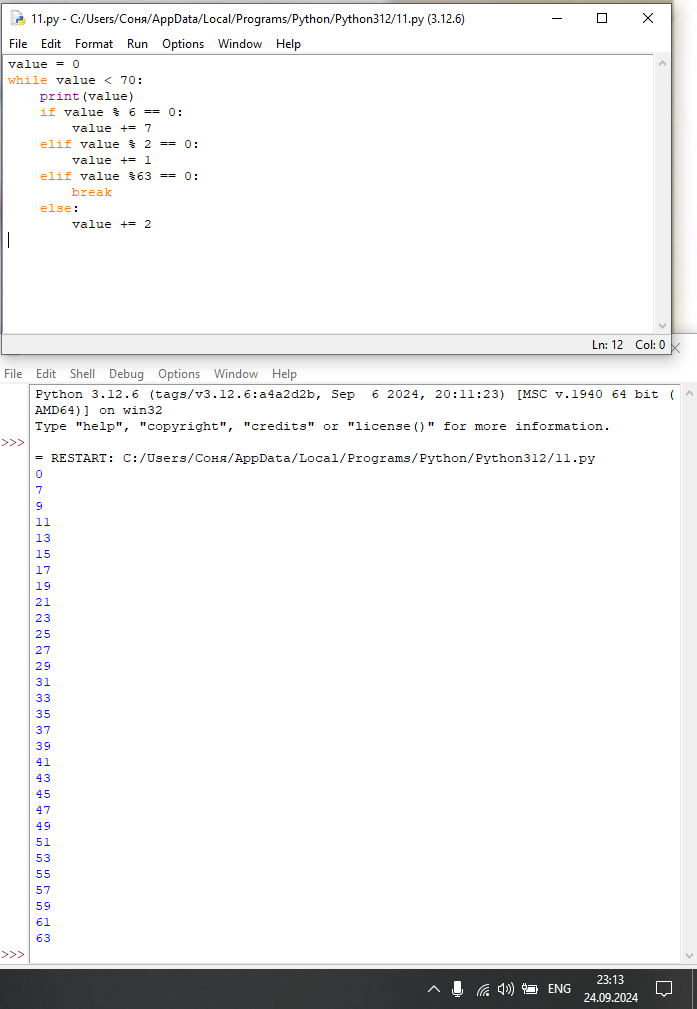 11.py - C:/Users/Соня/AppData/Local/Programs/Python/Python312/11.py (3.12.6)
File Edit Format Run Options Window Help
value = 0
while value < 70:
    print(value)
    if value % 6 == 0:
        value += 7
    elif value % 2 == 0:
        value += 1
    elif value %63 == 0:
        break
    else:
        value += 2
Ln: 12 Col: 0
File Edit Shell Debug Options Window Help
Python 3.12.6 (tags/v3.12.6:a4a2d2b, Sep  6 2024, 20:11:23) [MSC v.1940 64 bit (
AMD64)] on win32
Type "help", "copyright", "credits" or "license()" for more information.
>>>
= RESTART: C:/Users/Соня/AppData/Local/Programs/Python/Python312/11.py
0
7
9
11
13
15
17
19
21
23
25
27
29
31
33
35
37
39
41
43
45
47
49
51
53
55
57
59
61
63
>>>
ENG
23:13
24.09.2024